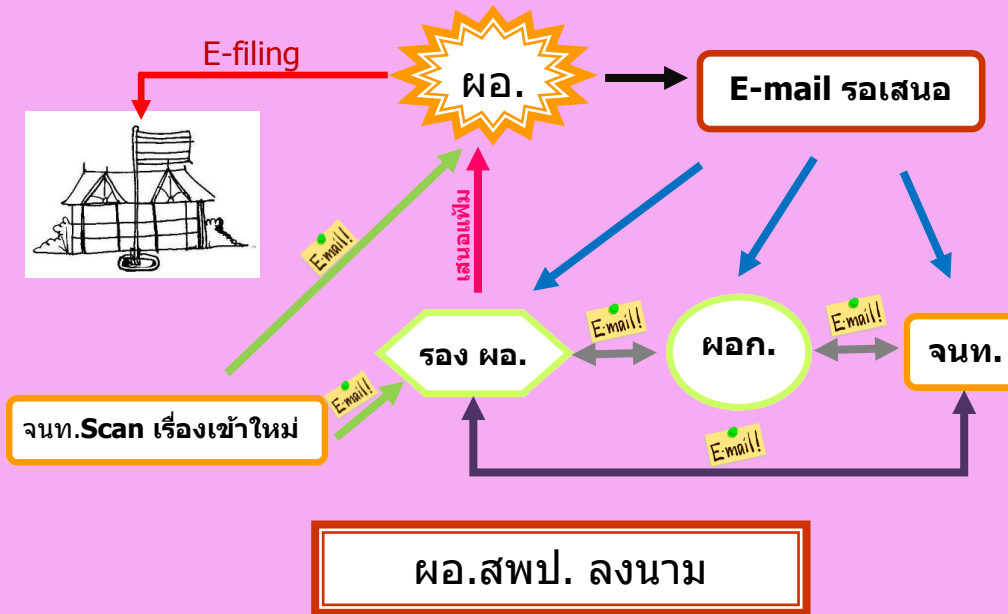 E-filing
ผอ.
E-mail รอเสนอ
E-mail!
เสนอแฟ้ม
E-mail!
E-mail!
รอง ผอ.
ผอก.
จนท.
E-mail!
จนท.Scan เรื่องเข้าใหม่
E-mail!
ผอ.สพป. ลงนาม